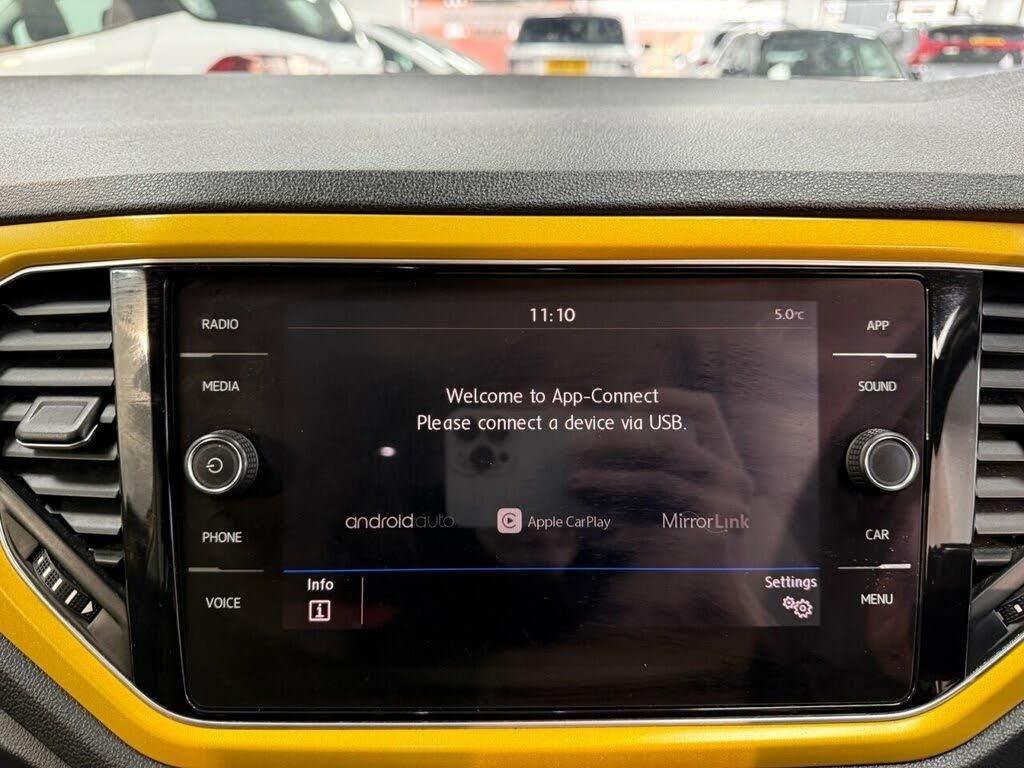 11:10
5.0°C
RADIO
MEDIA
PHONE
VOICE
Welcome to App-Connect
Please connect a device via USB.
androidauto
Apple CarPlay
MirrorLink
Info
Settings
APP
SOUND
CAR
MENU